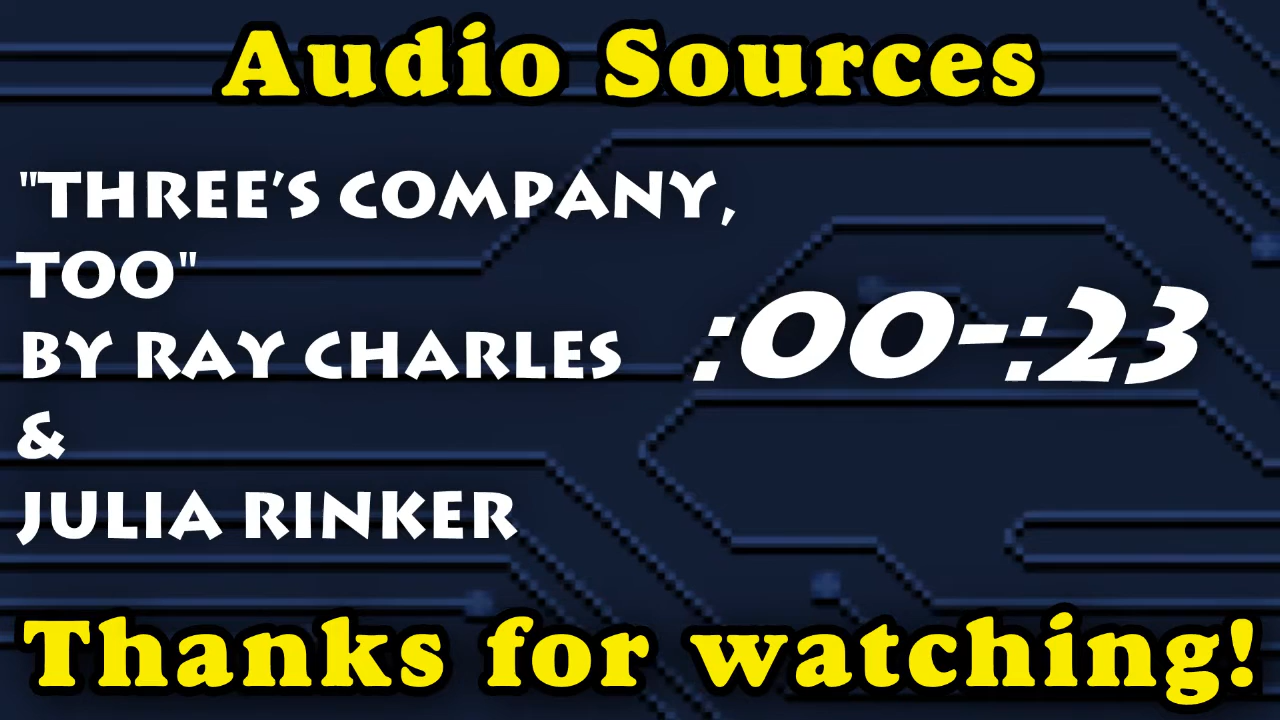 Audio Sources
"THREE'S COMPANY,
TOO"
BY RAY CHARLES
&
JULIA RINKER
:00-:23
Thanks for watching!